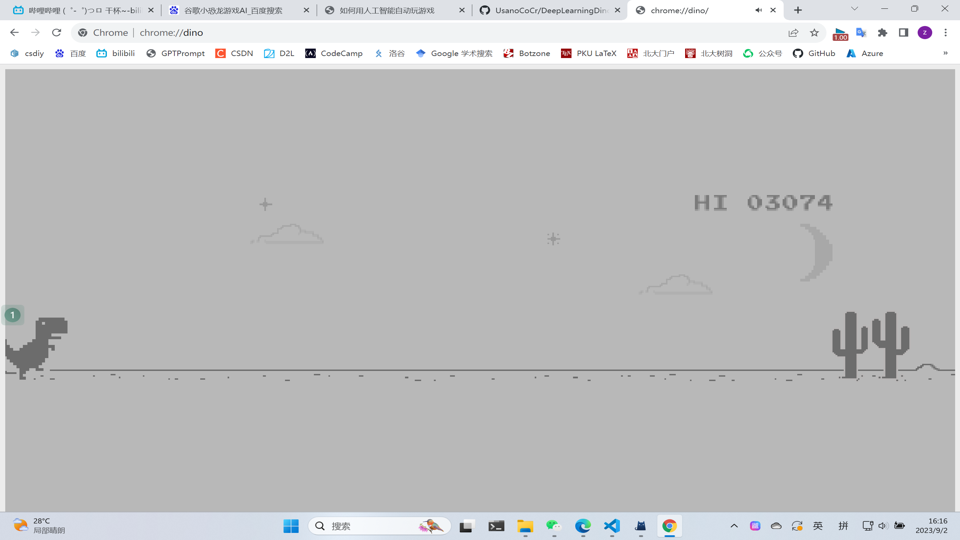 哔哩哔哩 (゜-゜)つロ 干杯~-bili
谷歌小恐龙游戏AI_百度搜索
如何用人工智能自动玩游戏
UsanoCoCr/DeepLearningDin
chrome://dino/
Chrome | chrome://dino
1.00
z
csdiy
百度
bilibili
GPTPrompt
CSDN
D2L
CodeCamp
洛谷
Google 学术搜索
Botzone
PKU LaTeX
北大门户
北大树洞
公众号
GitHub
Azure
»
HI 03074
1
28°C
局部晴朗
搜索
英
拼
16:16
2023/9/2